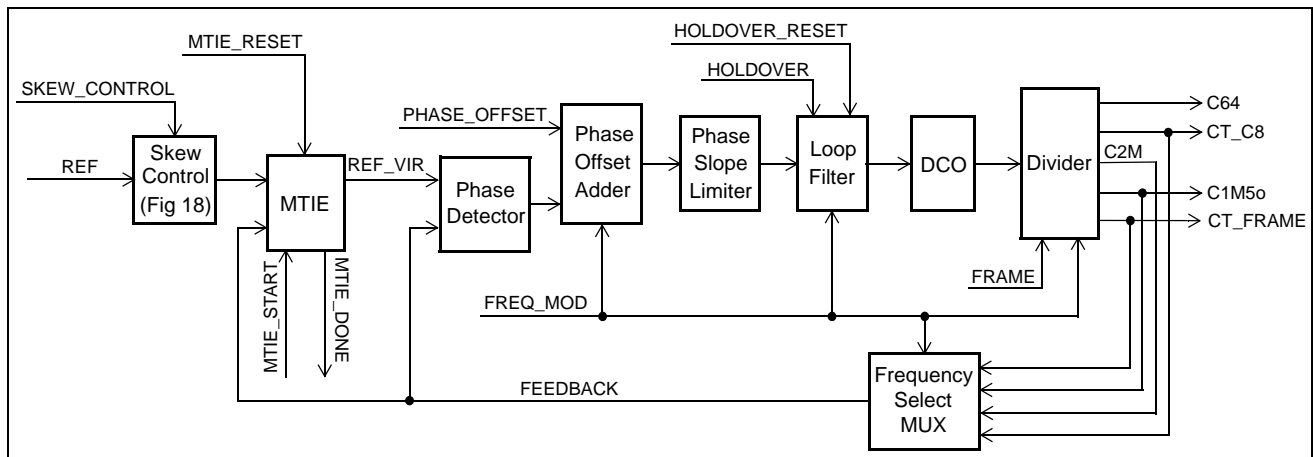 HOLDOVER_RESET
MTIE_RESET
HOLDOVER
SKEW_CONTROL
C64
PHASE_OFFSET
CT_C8
Phase
Offset
Adder
Phase
Slope
Limiter
Loop
Filter
DCO
Divider
C2M
Skew
Control
(Fig 18)
REF
REF_VIR
MTIE
Phase
Detector
C1M5o
CT_FRAME
MTIE_START
MTIE_DONE
FRAME
FREQ_MOD
FEEDBACK
Frequency
Select
MUX